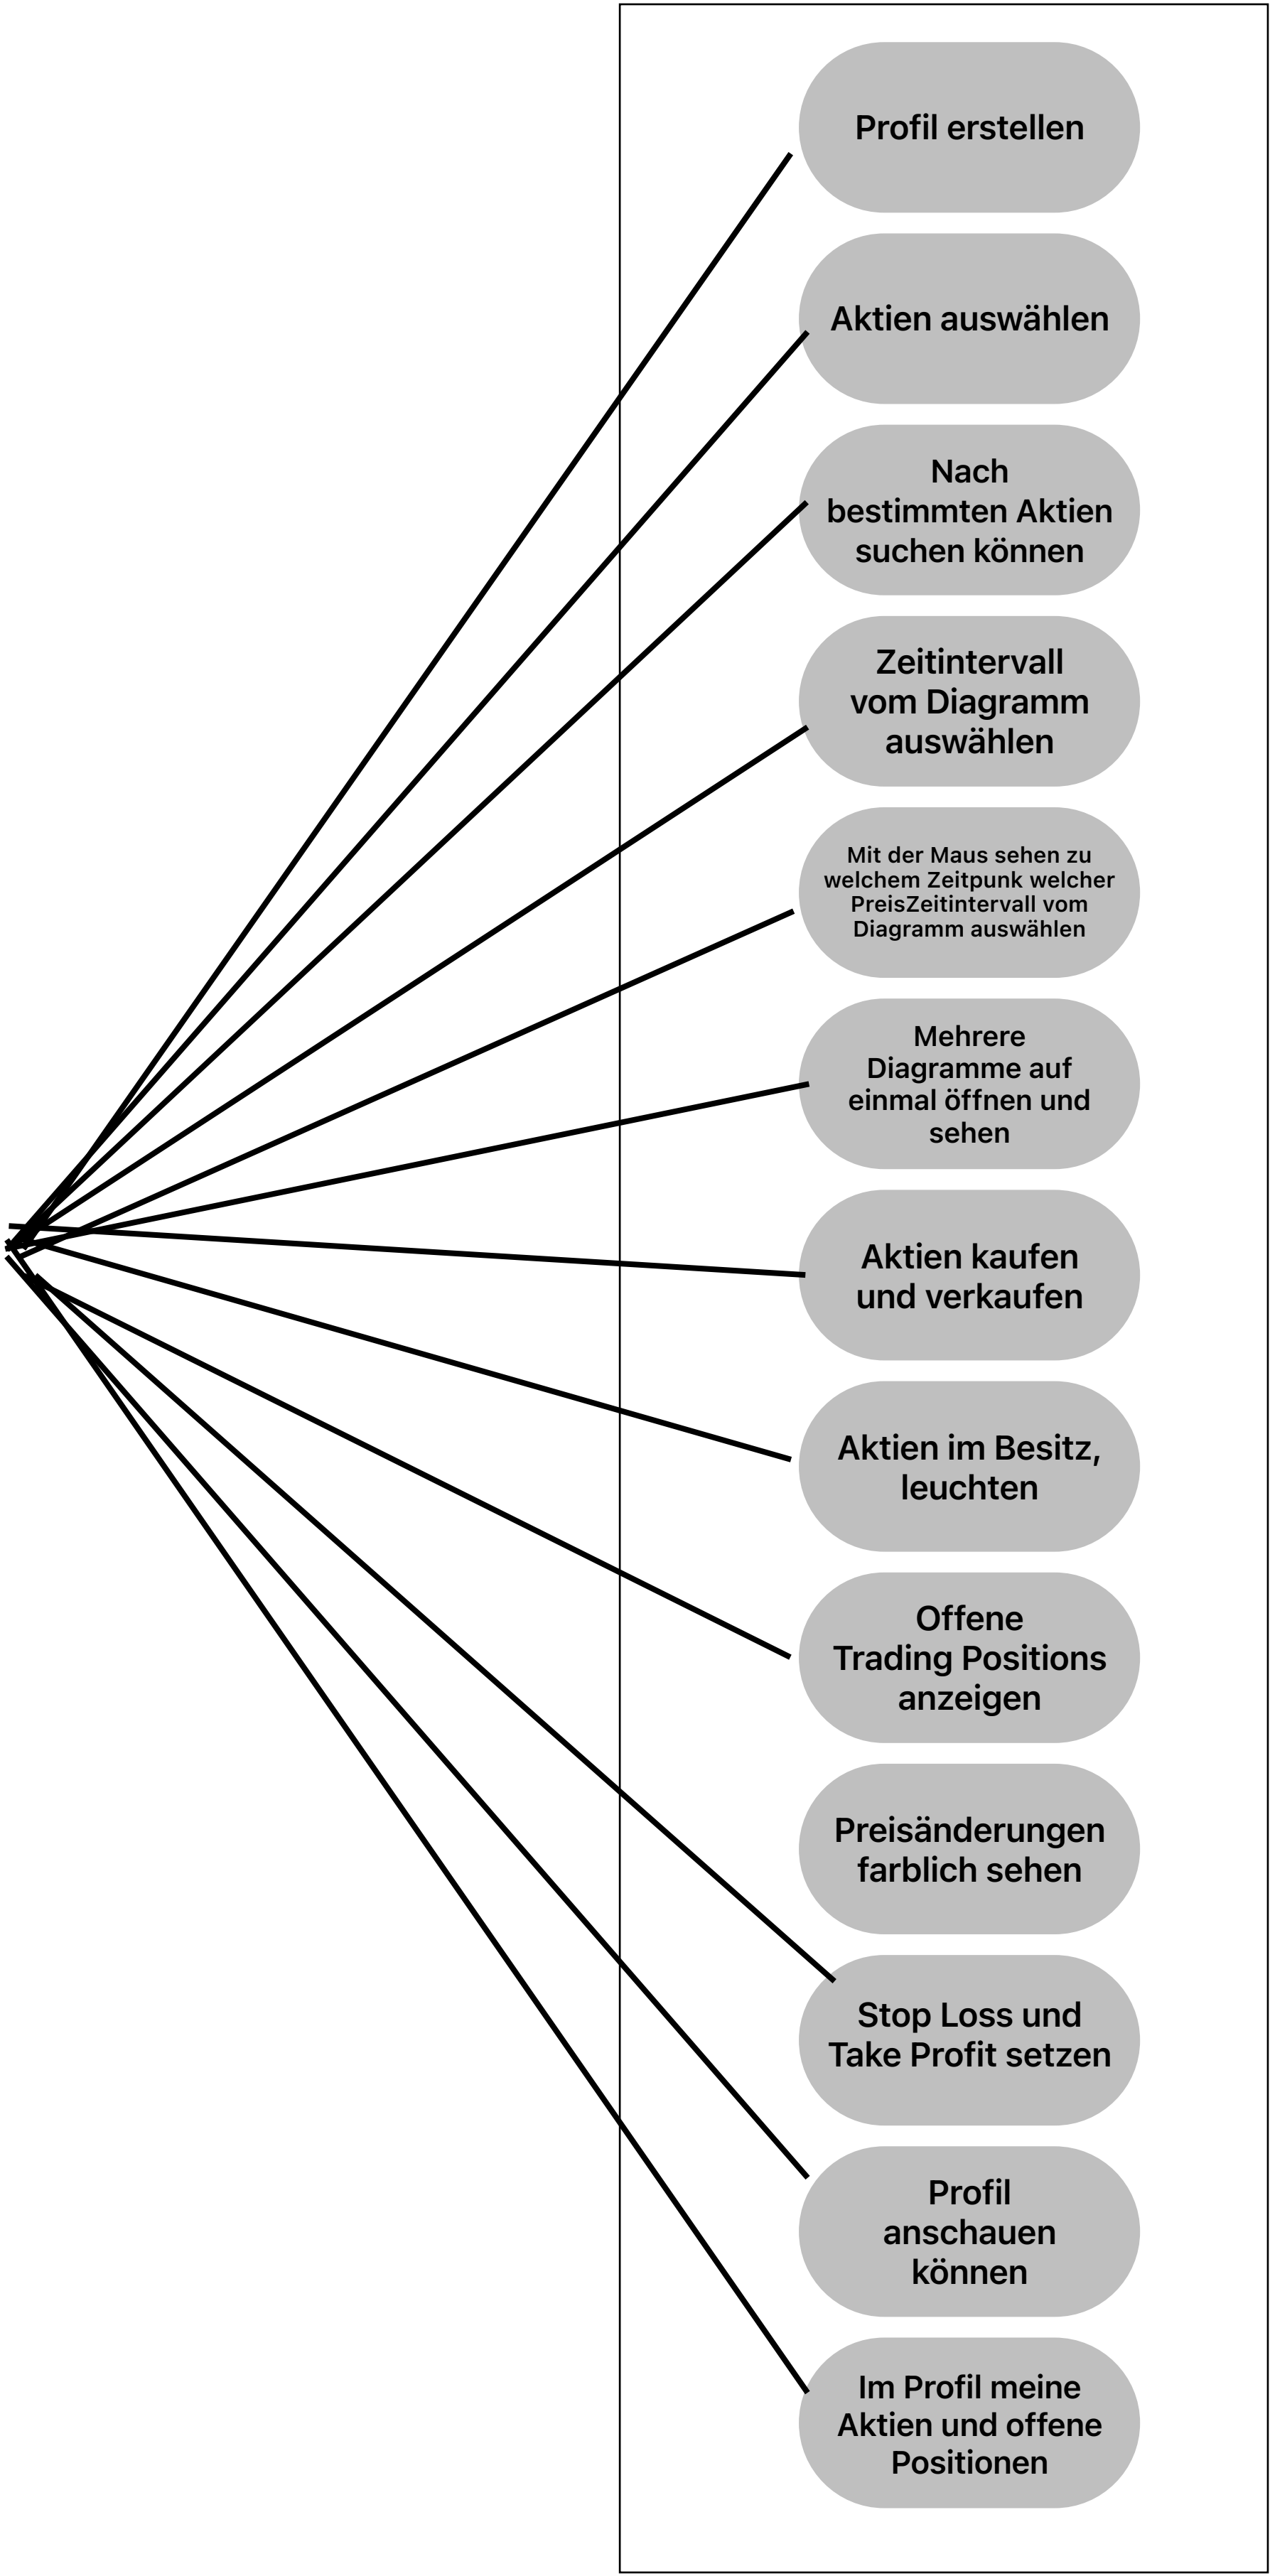 Profil erstellen
Aktien auswählen
Nach
bestimmten Aktien
suchen können
Zeitintervall
vom Diagramm
auswählen
Mit der Maus sehen zu
welchem Zeitpunk welcher
PreisZeitintervall vom
Diagramm auswählen
Mehrere
Diagramme auf
einmal öffnen und
sehen
Aktien kaufen
und verkaufen
Aktien im Besitz,
leuchten
Offene
Trading Positions
anzeigen
Preisänderungen
farblich sehen
Stop Loss und
Take Profit setzen
Profil
anschauen
können
Im Profil meine
Aktien und offene
Positionen